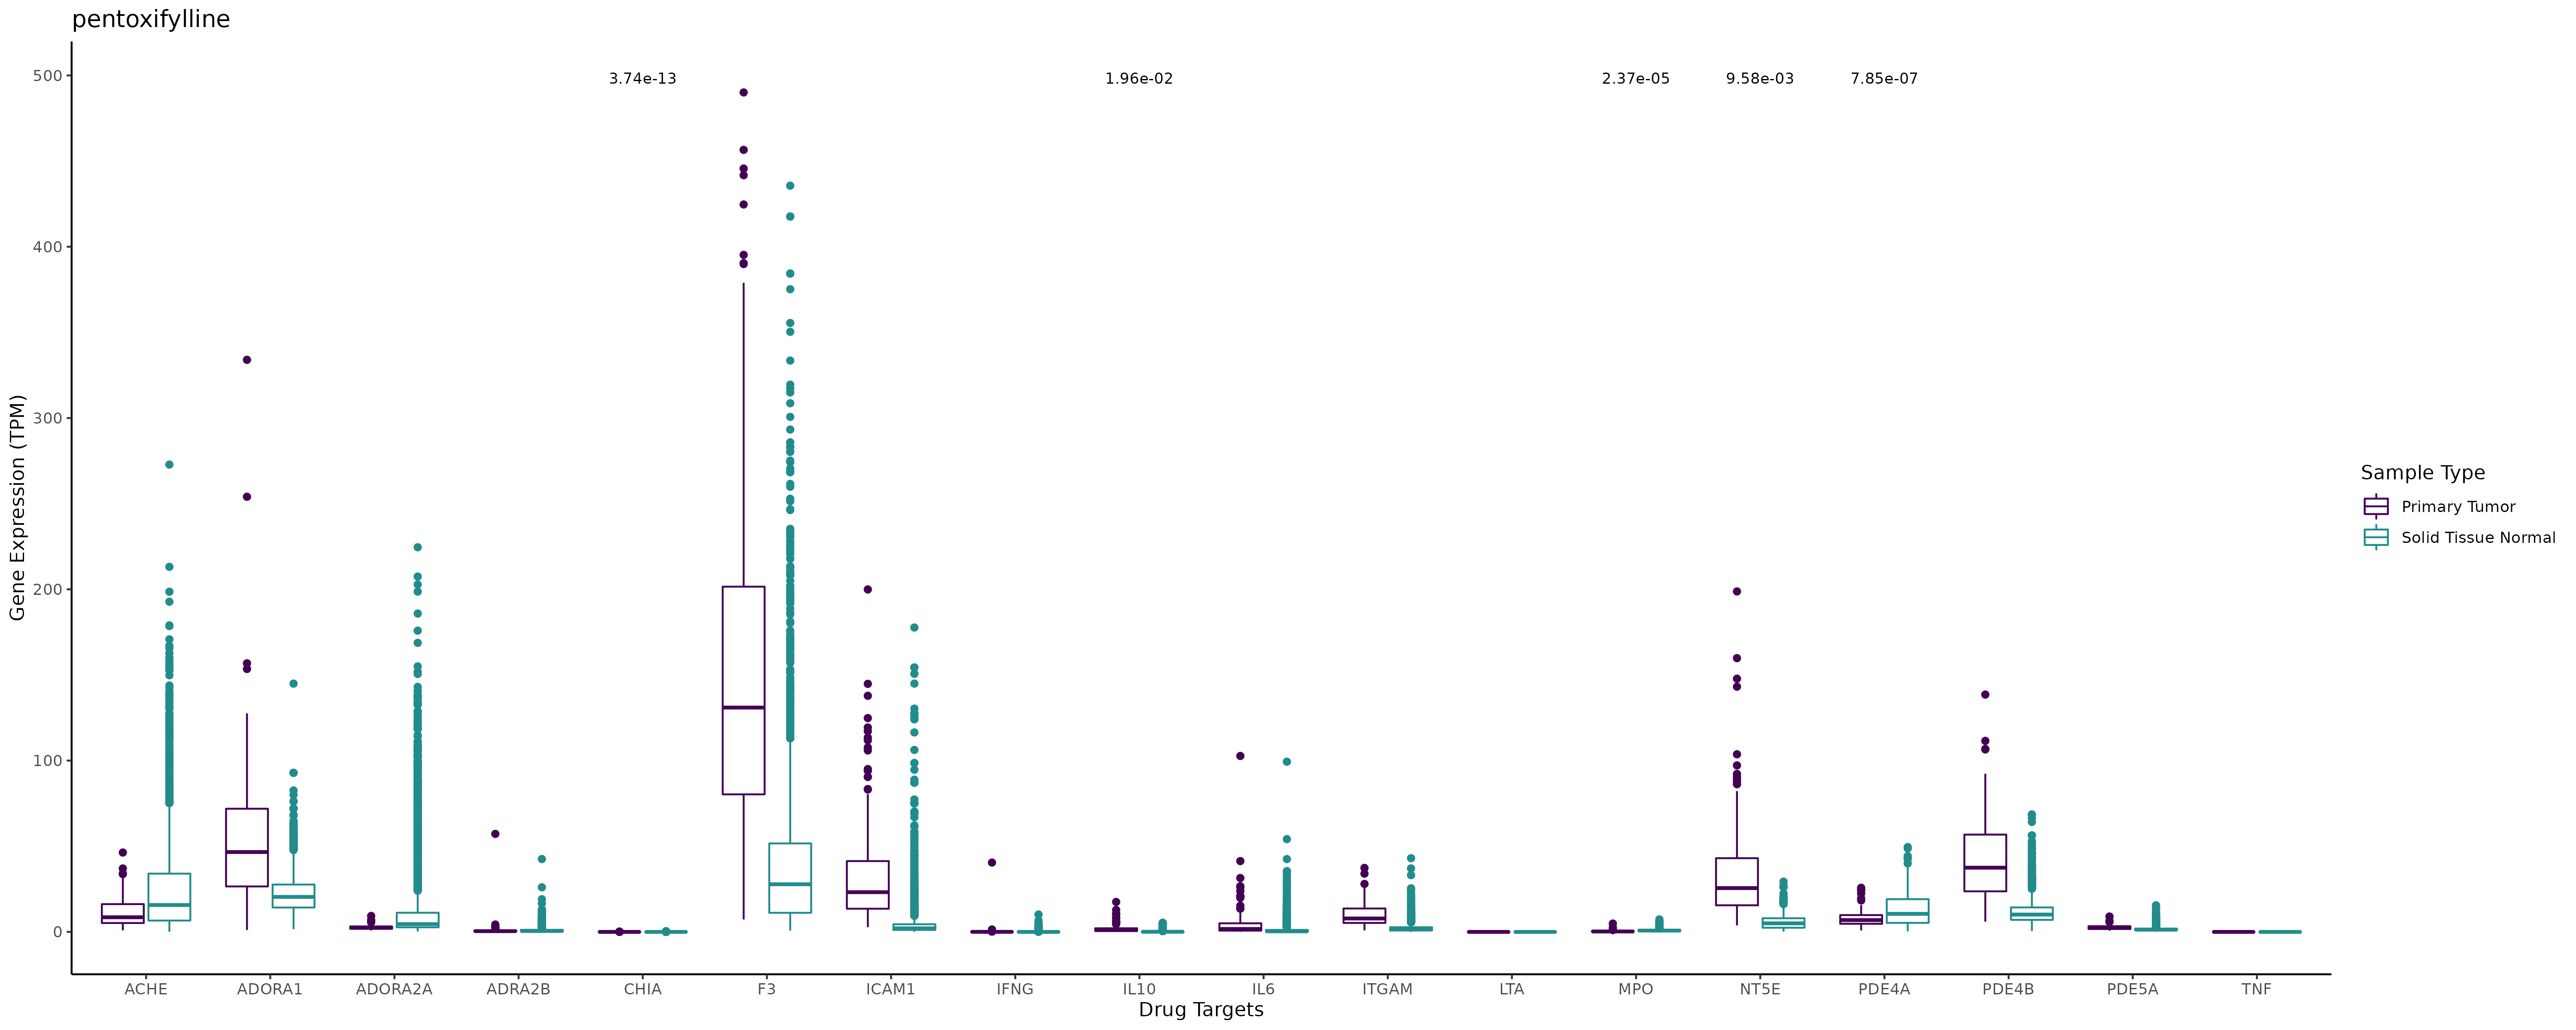 pentoxifylline
500
400
300
200
100
0
Gene Expression (TPM)
3.74e-13
1.96e-02
2.37e-05
9.58e-03
7.85e-07
ACHE
ADORA1
ADORA2A
ADRA2B
CHIA
F3
ICAM1
IFNG
IL10
IL6
ITGAM
LTA
MPO
NT5E
PDE4A
PDE4B
PDE5A
TNF
Drug Targets
Sample Type
Primary Tumor
Solid Tissue Normal